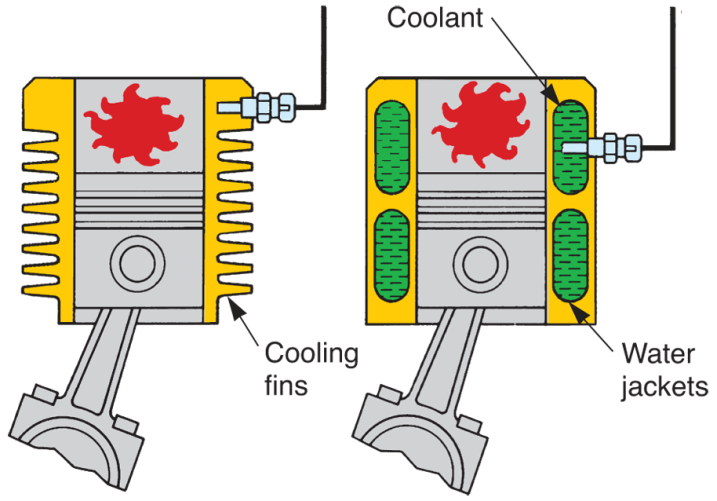 Coolant
Cooling
fins
Water
jackets